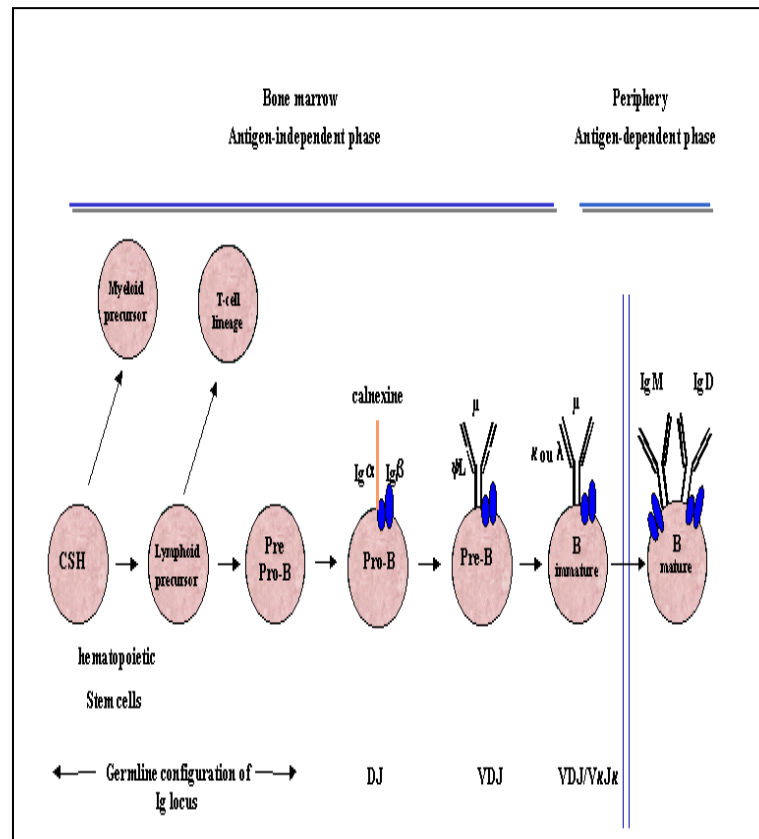 Bone marrow
Antigen-independent phase
Periphery
Antigen-dependent phase
Myeloid
precursor
T-cell
lineage
calnexine
Igα Igβ
μ
ψL
μ
κ ou λ
IgM IgD
CSH
Lymphoid
precursor
Pre
Pro-B
Pro-B
Pre-B
B
immature
B
mature
hematopoietic
Stem cells
Germline configuration of
Ig locus
DJ
VDJ
VDJ/VκJκ